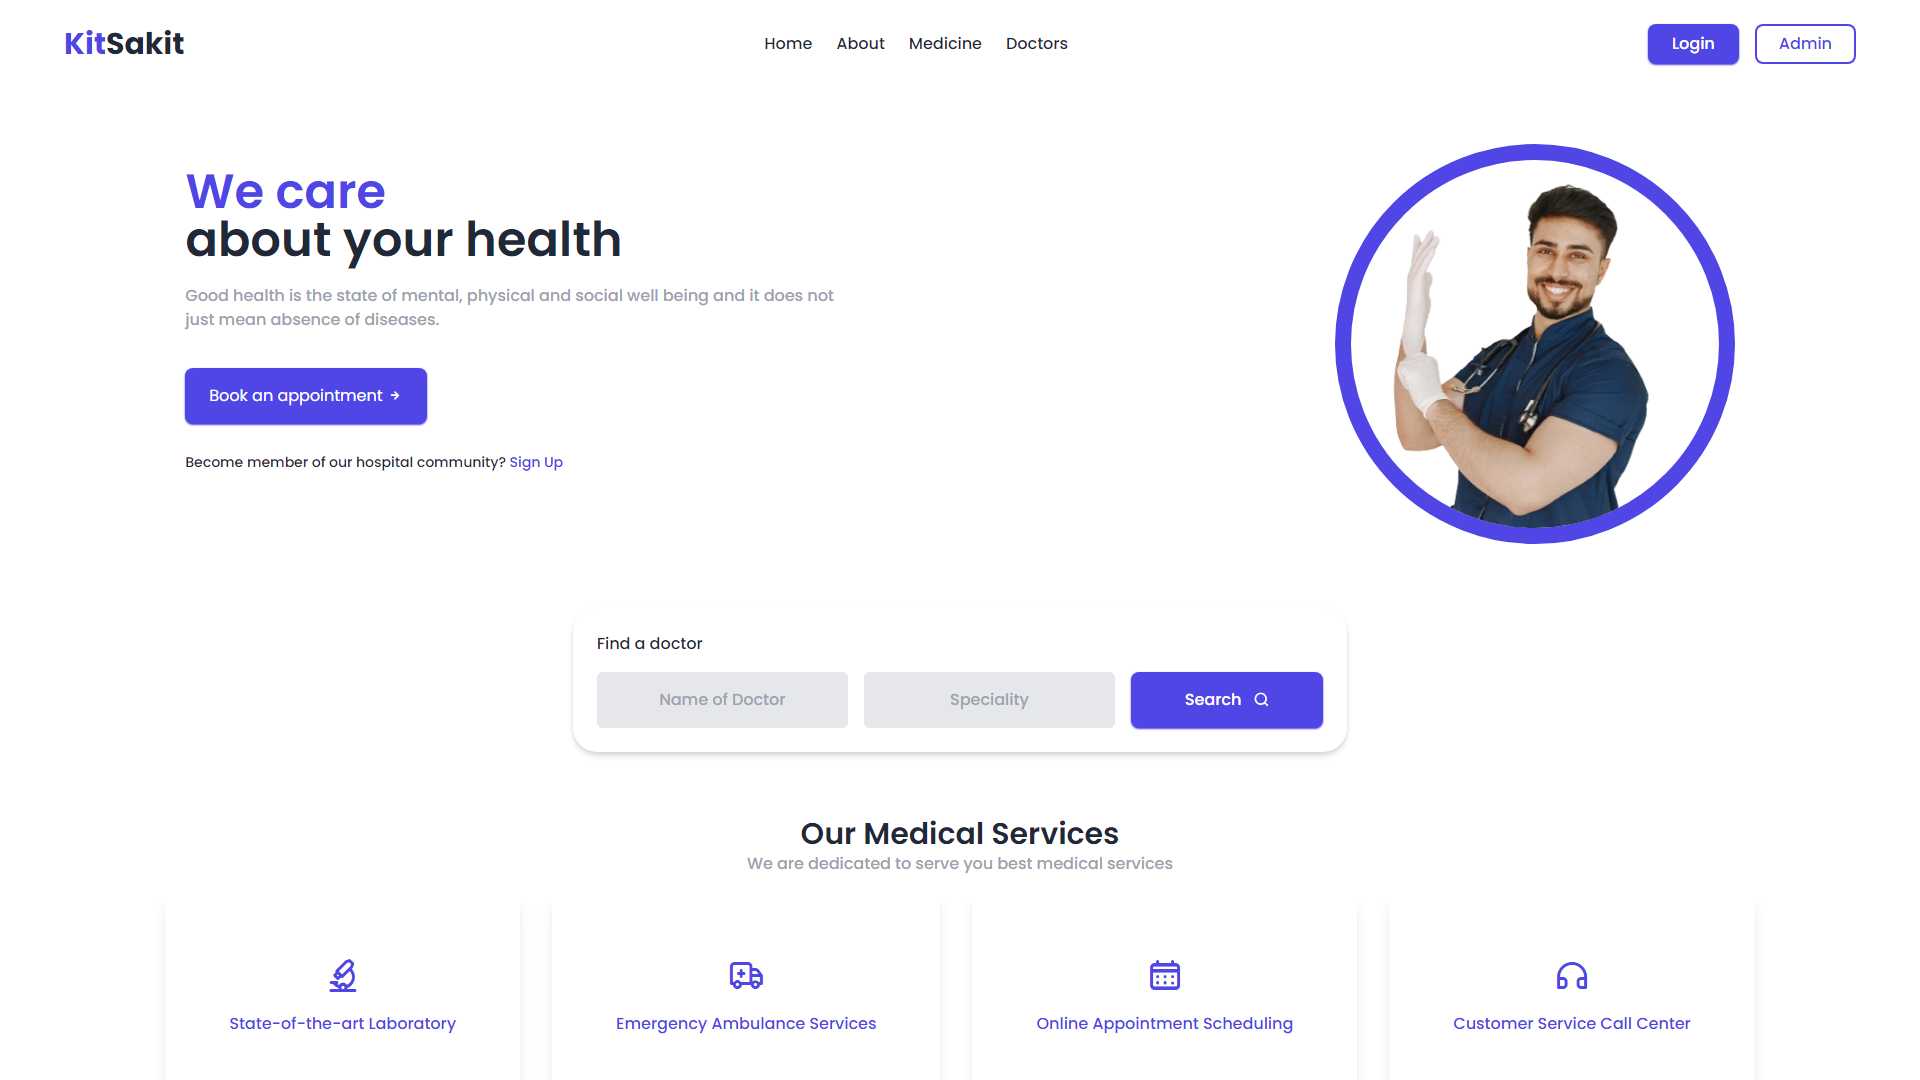 KitSakit
Home About Medicine Doctors
Login
Admin
We care
about your health
Good health is the state of mental, physical and social well being and it does not
just mean absence of diseases.
Book an appointment →
Become member of our hospital community? Sign Up
Find a doctor
Name of Doctor
Speciality
Search
Our Medical Services
We are dedicated to serve you best medical services
State-of-the-art Laboratory
Emergency Ambulance Services
Online Appointment Scheduling
Customer Service Call Center